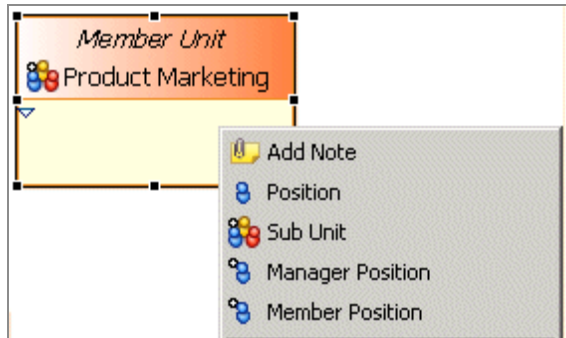 Member Unit
Product Marketing
Add Note
Position
Sub Unit
Manager Position
Member Position